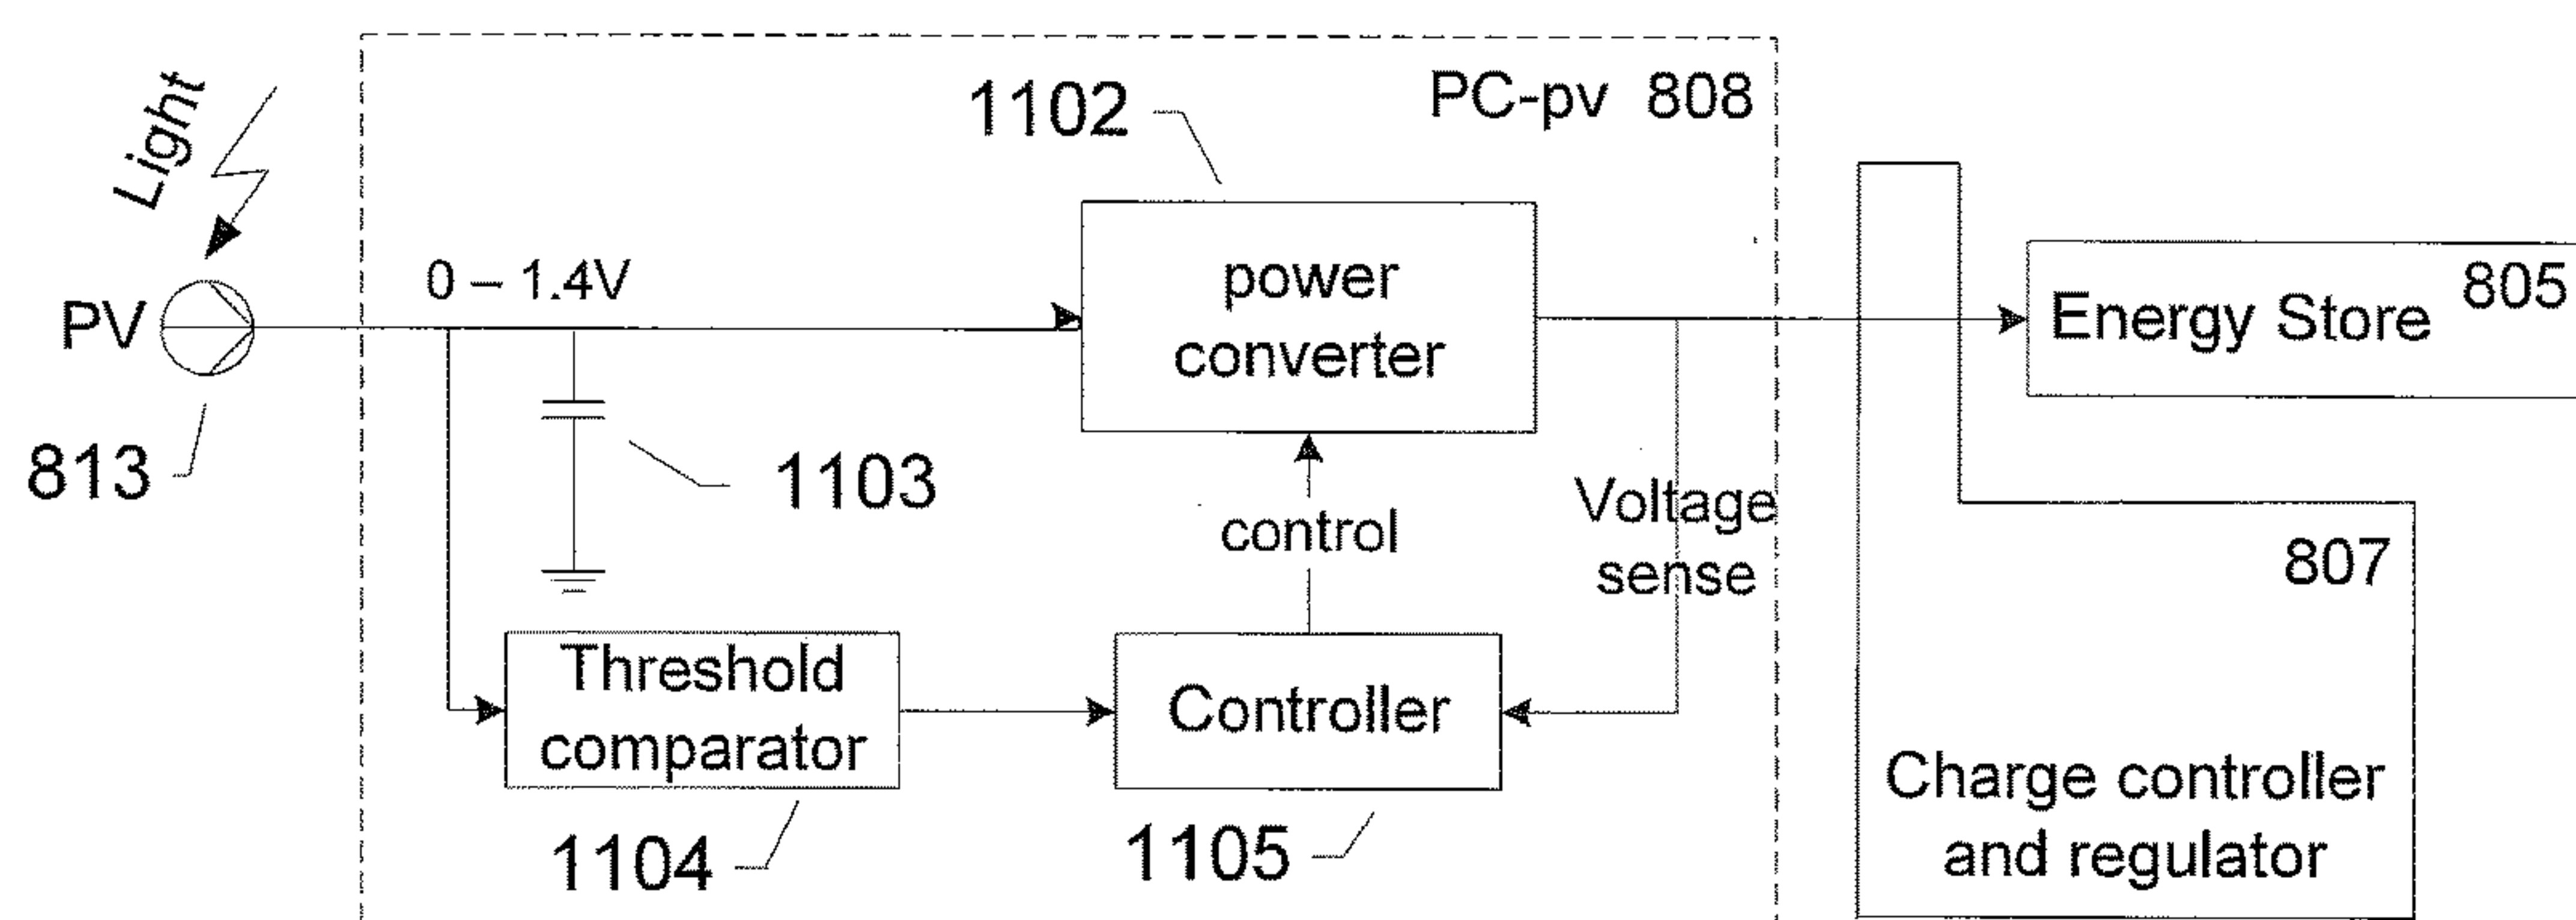 Light
PC-pv 808
1102
0 – 1.4V
power
converter
PV
Energy Store 805
813
1103
control
Voltage
sense
807
Threshold
comparator
Controller
1104
1105
Charge controller
and regulator